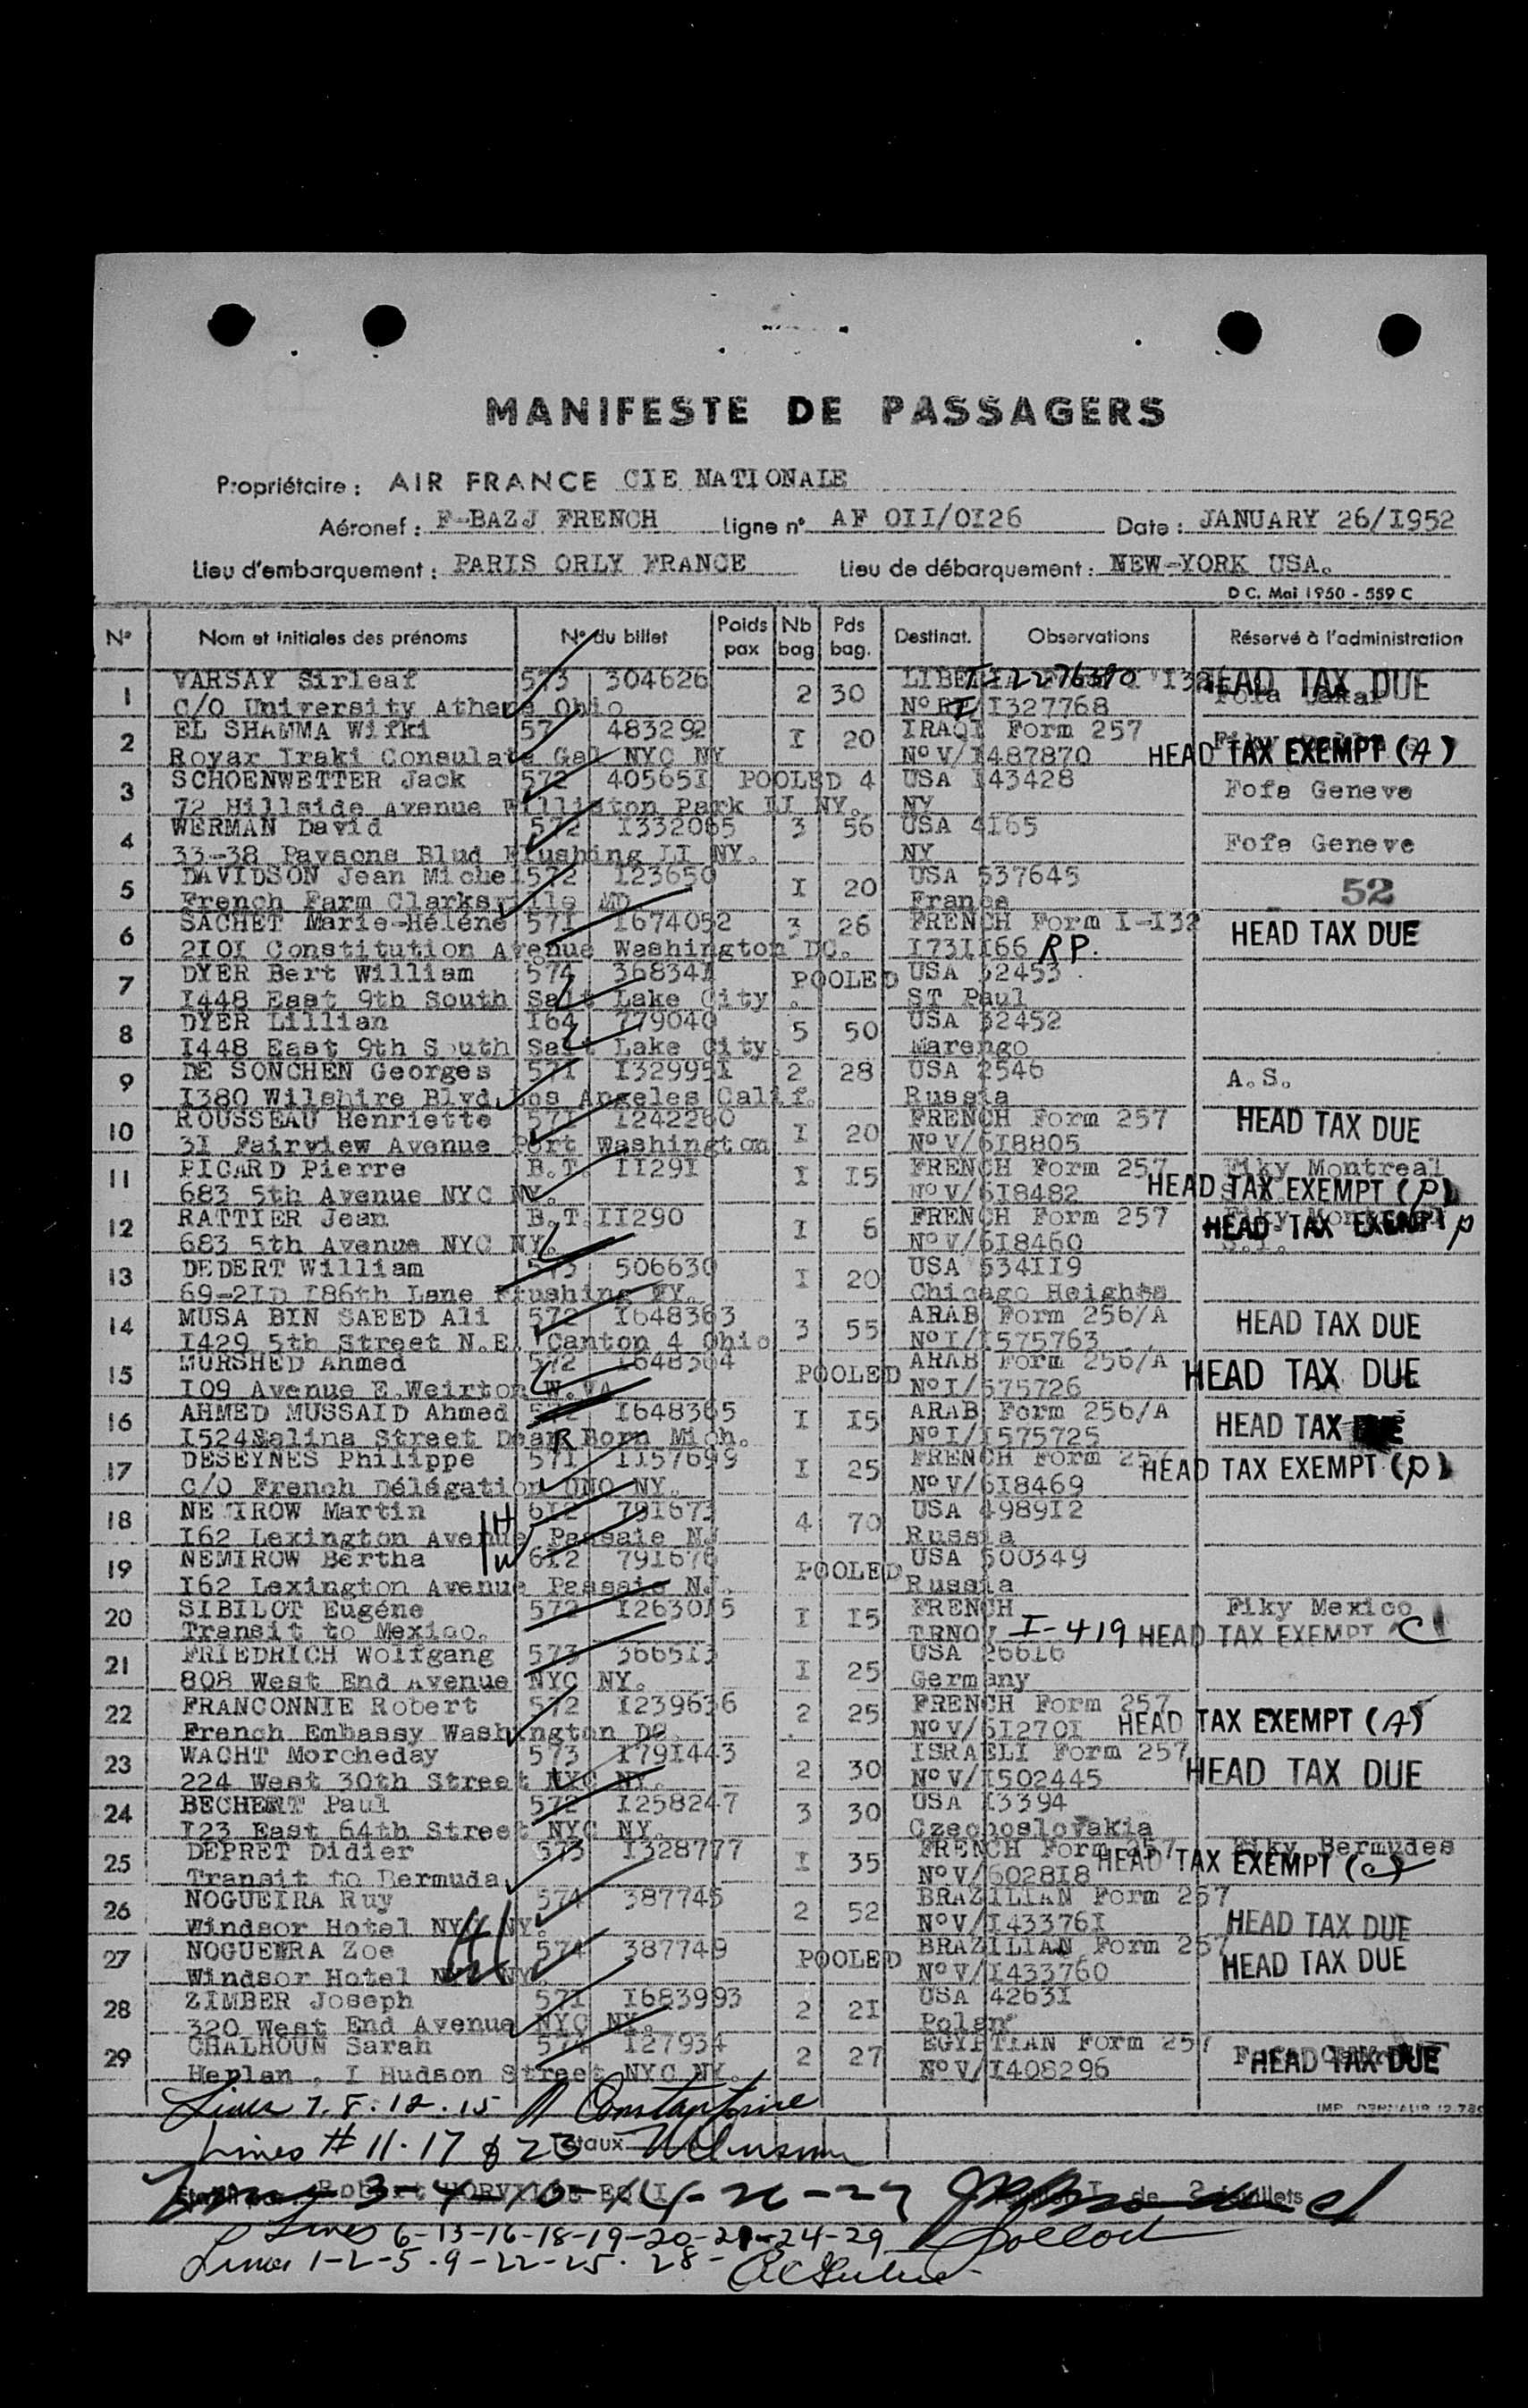 MANIFESTE DE PASSAGERS
Propriétaire : AIR FRANCE CIE NATIONALE
Aéronef : F-BAZJ FRENCH Ligne n° AF OII/OI26 Date : JANUARY 26/I952
Lieu d'embarquement : PARIS ORLY FRANCE Lieu de débarquement : NEW-YORK USA.
D C. Mai 1950 - 559 C
N° Nom et initiales des prénoms N° du billet Poids pax Nb bag Pds bag. Destinat. Observations Réservé à l'administration
1 VARSAY Sirleaf 573 304626 2 30 HEAD TAX DUE
C/O University Athens Ohio I327768
2 EL SHAMMA Wifki 57 483292 I 20 IRAQI Form 257
Royar Iraki Consulate Gal NYC NY N° V/I487870 HEAD TAX EXEMPT (A)
3 SCHOENWETTER Jack 572 40565I POOLED 4 USA I43428 Fofa Geneve
72 Hillside Avenue Williston Park LI NY. NY
4 WERMAN David 572 I332065 3 56 USA 4I65 Fofa Geneve
33-38 Paysons Blud Flushing LI NY. NY
5 DAVIDSON Jean Michel 572 I23650 I 20 USA 537645
French Farm Clarksville MD. France 52
6 SACHET Marie-Héléne 571 I674052 3 26 FRENCH Form I-I32
2IOI Constitution Avenue Washington DC. I73II66 RP. HEAD TAX DUE
7 DYER Bert William 574 36834I POOLED USA 32453
I448 East 9th South Salt Lake City . ST Paul
8 DYER Lillian I64 779040 5 50 USA 32452
I448 East 9th South Salt Lake City. Marengo
9 DE SONCHEN Georges 571 I32995I 2 28 USA 2546 A.S.
I380 Wilshire Blvd Los Angeles Calif. Russia
10 ROUSSEAU Henriette 571 I242260 I 20 FRENCH Form 257 HEAD TAX DUE
3I Fairview Avenue Port Washington N° V/6I8805
11 PICARD Pierre B.T. II29I I I5 FRENCH Form 257 Fiky Montreal
683 5th Avenue NYC NY. N° V/6I8482 HEAD TAX EXEMPT (P)
12 RATTIER Jean B.T. II290 I 6 FRENCH Form 257
683 5th Avenue NYC NY. N° V/6I8460 HEAD TAX EXEMPT P
13 DEDERT William 573 506630 I 20 USA 534II9
69-2ID I86th Lane Flushing NY. Chicago Heights
14 MUSA BIN SAEED Ali 572 I648363 3 55 ARAB Form 256/A HEAD TAX DUE
I429 5th Street N.E. Canton 4 Ohio N° I/I575763
15 MURSHED Ahmed 572 I648364 POOLED ARAB Form 256/A HEAD TAX DUE
I09 Avenue E.Weirton W.VA N° I/575726
16 AHMED MUSSAID Ahmed 572 I648365 I I5 ARAB Form 256/A HEAD TAX
I524Salina Street Dear Born Mich. N° I/I575725
17 DESEYNES Philippe 571 II57699 I 25 FRENCH Form 257 HEAD TAX EXEMPT (P)
C/O French Délégation UNO NY. N° V/6I8469
18 NEMIROW Martin 612 79I673 4 70 USA 4989I2
I62 Lexington Avenue Passaic NJ Russia
19 NEMIROW Bertha 612 79I676 POOLED USA 500349
I62 Lexington Avenue Passaic NJ. Russia
20 SIBILOT Eugéne 572 I2630I5 I I5 FRENCH Fiky Mexico
Transit to Mexico. I-419 HEAD TAX EXEMPT C
21 FRIEDRICH Wolfgang 573 3665I3 I 25 USA 266I6
808 West End Avenue NYC NY. Germany
22 FRANCONNIE Robert 572 I239636 2 25 FRENCH Form 257
French Embassy Washington DC. N° V/6I270I HEAD TAX EXEMPT (A)
23 WACHT Morcheday 573 I79I443 2 30 ISRAELI Form 257
224 West 30th Street NYC NY. N° V/I502445 HEAD TAX DUE
24 BECHERT Paul 572 I258247 3 30 USA I3394
I23 East 64th Street NYC NY. Czechoslovakia
25 DEPRET Didier 573 I328777 I 35 FRENCH Form 257 Fiky Bermudes
Transit to Bermuda. N° V/602818 HEAD TAX EXEMPT (C)
26 NOGUEIRA Ruy 574 387745 2 52 BRAZILIAN Form 257
Windsor Hotel NYC NY. N° V/I43376I HEAD TAX DUE
27 NOGUEIRA Zoe 574 387749 POOLED BRAZILIAN Form 257
Windsor Hotel NYC NY. N° V/I433760 HEAD TAX DUE
28 ZIMBER Joseph 571 I683993 2 2I USA 4263I
320 West End Avenue NYC NY.
29 CHALHOUN Sarah 574 I27934 2 27 EGYPTIAN Form 257 HEAD TAX DUE
Heplan , I Hudson Street NYC NY. N° V/I408296
Lines 7. 8. 12. 15 Constantine
Lines # 11. 17 & 23
3-4-10-14-26-27 de 2 feuillets
Lines 6-13-16-18-19-20-21-24-29
Lines 1-2-5-9-22-25-28-